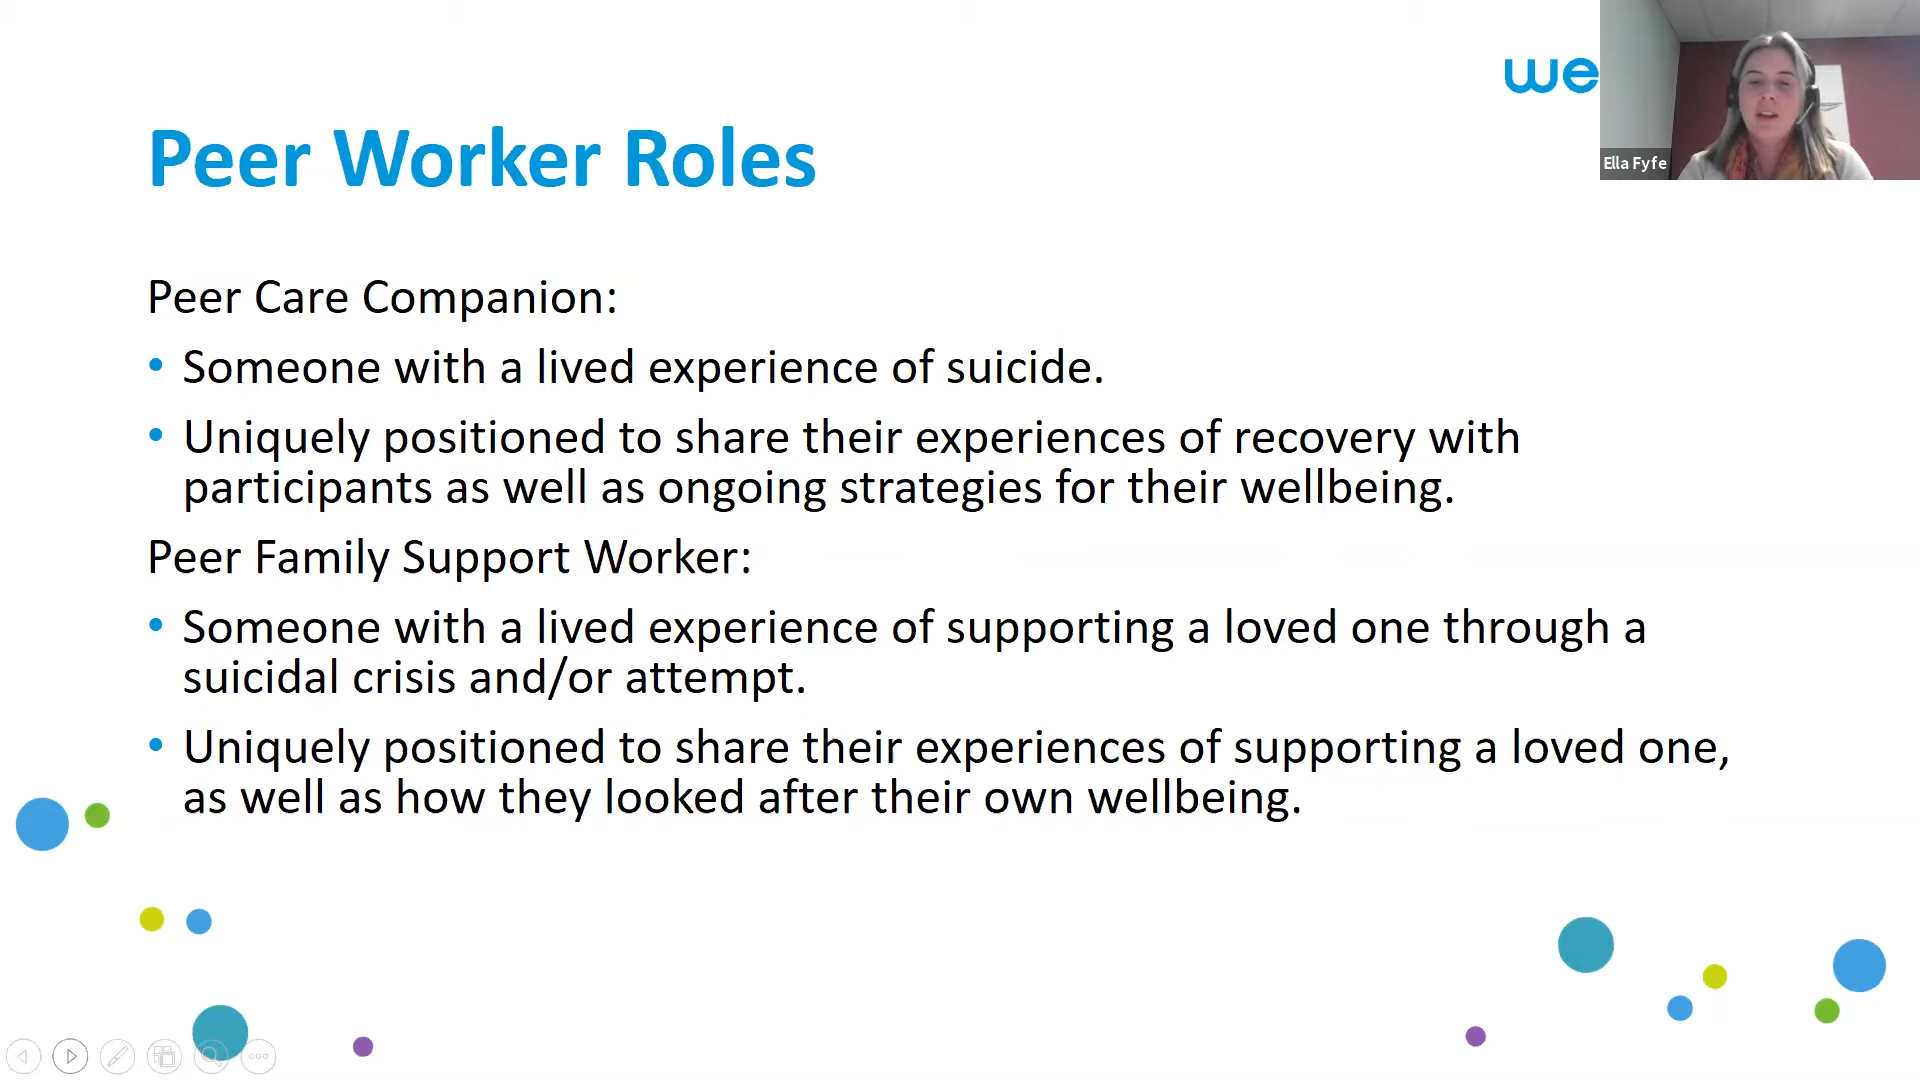 we
Ella Fyfe
Peer Worker Roles
Peer Care Companion:
• Someone with a lived experience of suicide.
• Uniquely positioned to share their experiences of recovery with
participants as well as ongoing strategies for their wellbeing.
Peer Family Support Worker:
• Someone with a lived experience of supporting a loved one through a
suicidal crisis and/or attempt.
• Uniquely positioned to share their experiences of supporting a loved one,
as well as how they looked after their own wellbeing.